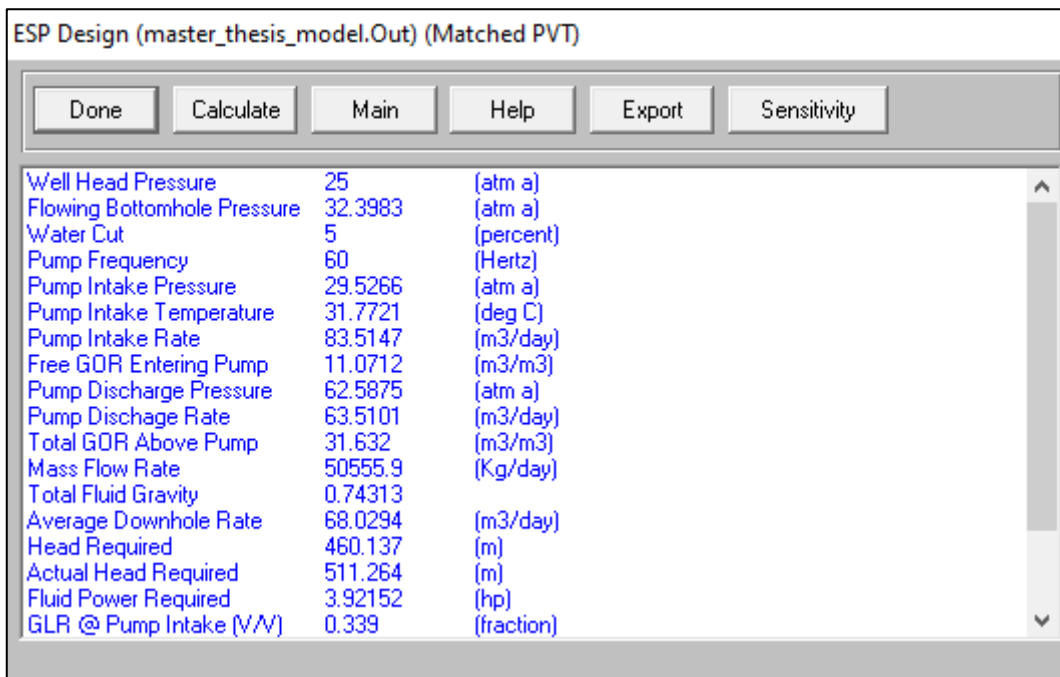 ESP Design (master_thesis_model.Out) (Matched PVT)
Done Calculate Main Help Export Sensitivity
Well Head Pressure 25 (atm a)
Flowing Bottomhole Pressure 32.3983 (atm a)
Water Cut 5 (percent)
Pump Frequency 60 (Hertz)
Pump Intake Pressure 29.5266 (atm a)
Pump Intake Temperature 31.7721 (deg C)
Pump Intake Rate 83.5147 (m3/day)
Free GOR Entering Pump 11.0712 (m3/m3)
Pump Discharge Pressure 62.5875 (atm a)
Pump Dischage Rate 63.5101 (m3/day)
Total GOR Above Pump 31.632 (m3/m3)
Mass Flow Rate 50555.9 (Kg/day)
Total Fluid Gravity 0.74313
Average Downhole Rate 68.0294 (m3/day)
Head Required 460.137 (m)
Actual Head Required 511.264 (m)
Fluid Power Required 3.92152 (hp)
GLR @ Pump Intake (V/V) 0.339 (fraction)